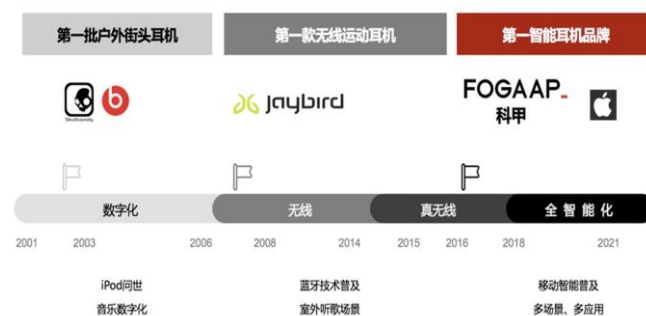 第一批户外街头耳机
第一款无线运动耳机
第一智能耳机品牌
Skullcandy
b
jaybird
FOGAAP_
科甲
数字化
无线
真无线
全智能化
2001
2003
2006
2008
2014
2015
2016
2018
2021
iPod问世
音乐数字化
蓝牙技术普及
室外听歌场景
移动智能普及
多场景、多应用